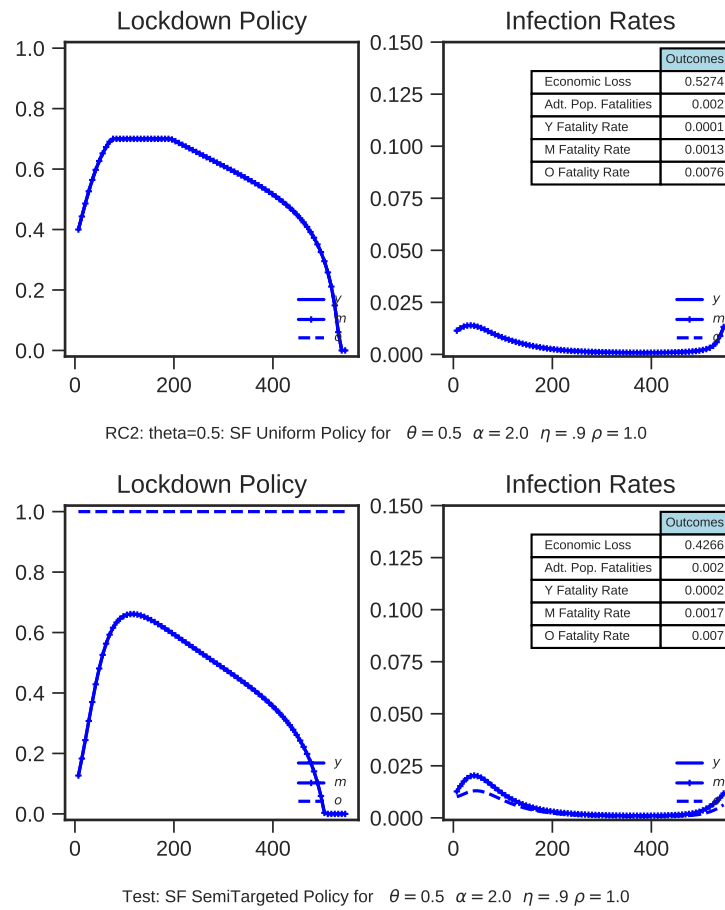 Lockdown Policy
Infection Rates
1.0
0.8
0.6
0.4
0.2
0.0
0
200
400
y
m
o
0.150
0.125
0.100
0.075
0.050
0.025
0.000
0
200
400
Outcomes
Economic Loss 0.5274
Adt. Pop. Fatalities 0.002
Y Fatality Rate 0.0001
M Fatality Rate 0.0013
O Fatality Rate 0.0076
y
m
o
RC2: theta=0.5: SF Uniform Policy for θ = 0.5 α = 2.0 η = .9 ρ = 1.0
Lockdown Policy
Infection Rates
1.0
0.8
0.6
0.4
0.2
0.0
0
200
400
y
m
o
0.150
0.125
0.100
0.075
0.050
0.025
0.000
0
200
400
Outcomes
Economic Loss 0.4266
Adt. Pop. Fatalities 0.002
Y Fatality Rate 0.0002
M Fatality Rate 0.0017
O Fatality Rate 0.007
y
m
o
Test: SF SemiTargeted Policy for θ = 0.5 α = 2.0 η = .9 ρ = 1.0